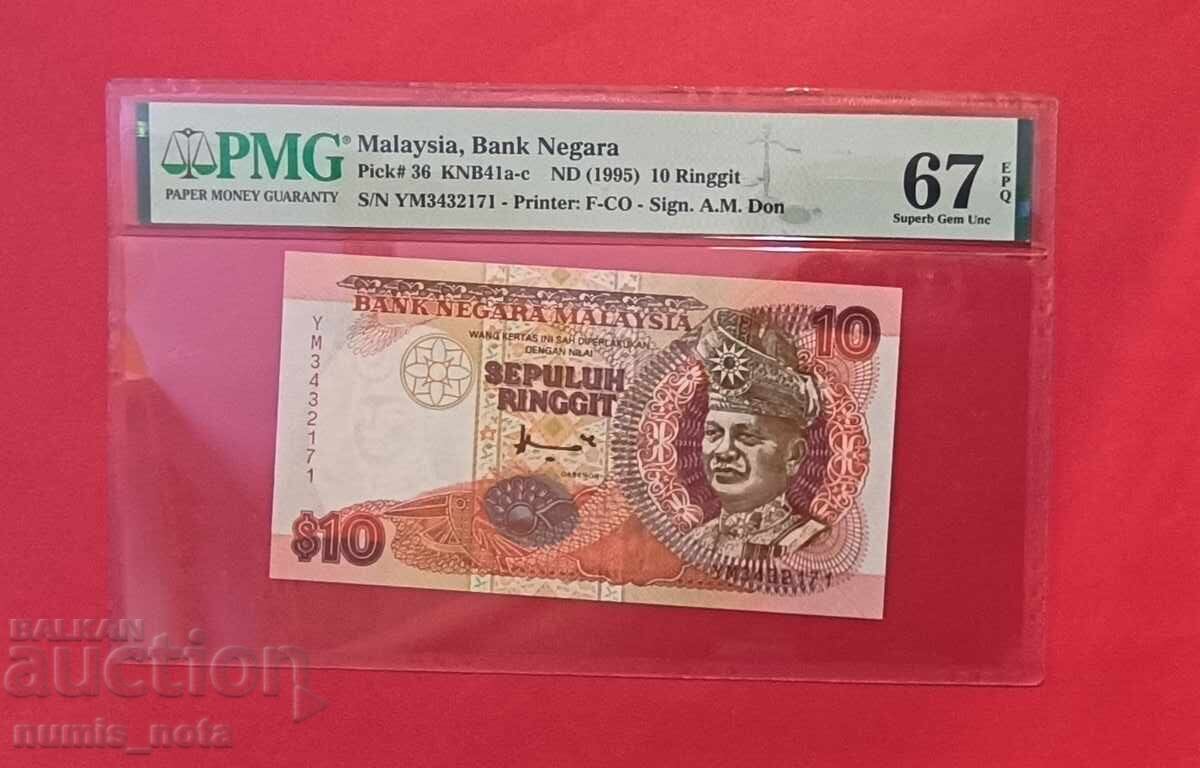 PMG®
PAPER MONEY GUARANTY
Malaysia, Bank Negara
Pick# 36 KNB41a-c ND (1995) 10 Ringgit
S/N YM3432171 - Printer: F-CO - Sign. A.M. Don
67
Superb Gem Unc
EPQ
BANK NEGARA MALAYSIA
10
WANG KERTAS INI SAH DIPERLAKUKAN
DENGAN NILAI
SEPULUH
RINGGIT
YM3432171
$10
YM3432171
BALKAN
auction
numis_nota